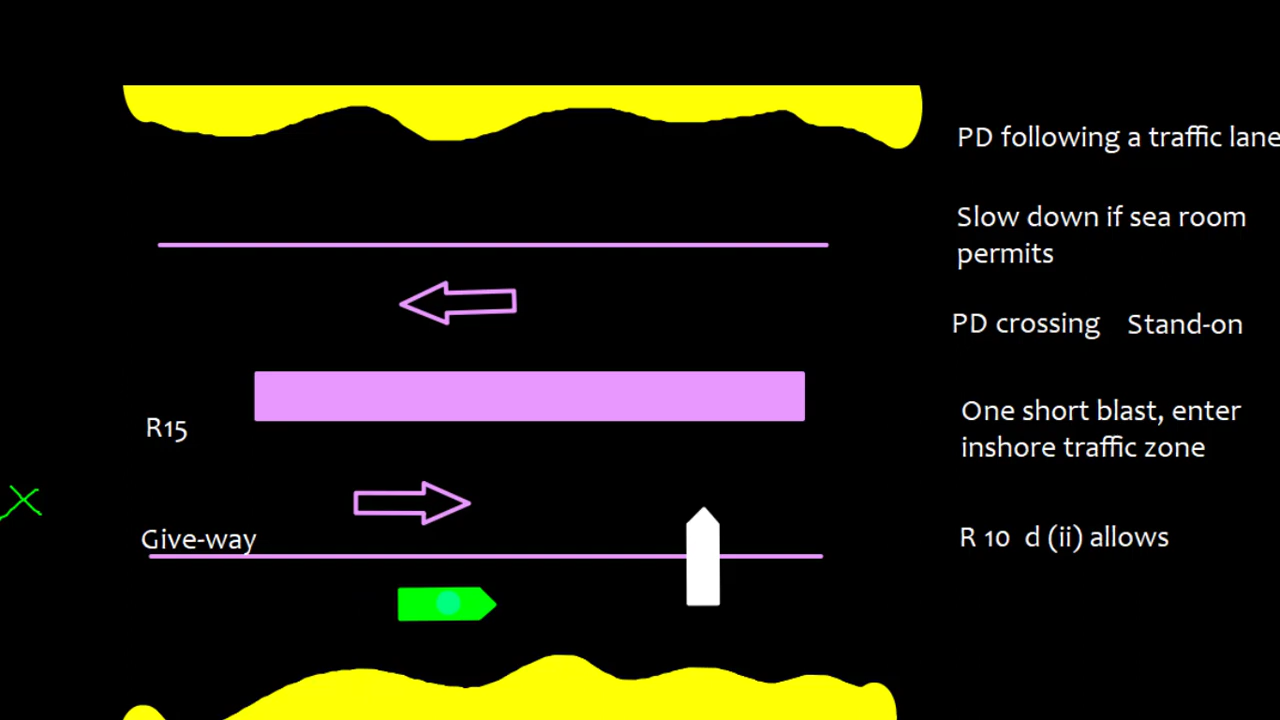 PD following a traffic lane
Slow down if sea room
permits
PD crossing Stand-on
One short blast, enter
inshore traffic zone
R15
R 10 d (ii) allows
Give-way